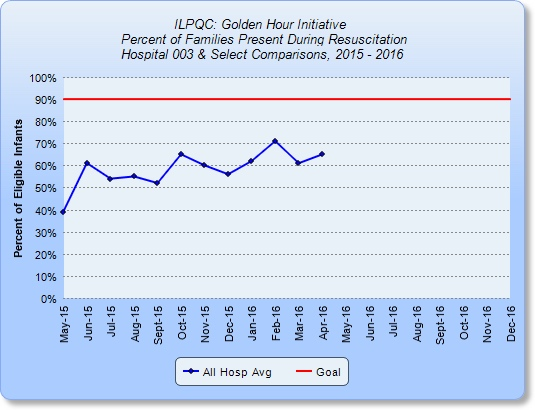 ILPQC: Golden Hour Initiative
Percent of Families Present During Resuscitation
Hospital 003 & Select Comparisons, 2015 - 2016
Percent of Eligible Infants
100%
90%
80%
70%
60%
50%
40%
30%
20%
10%
0%
May-15
Jun-15
Jul-15
Aug-15
Sep-15
Oct-15
Nov-15
Dec-15
Jan-16
Feb-16
Mar-16
Apr-16
May-16
Jun-16
Jul-16
Aug-16
Sep-16
Oct-16
Nov-16
Dec-16
All Hosp Avg
Goal